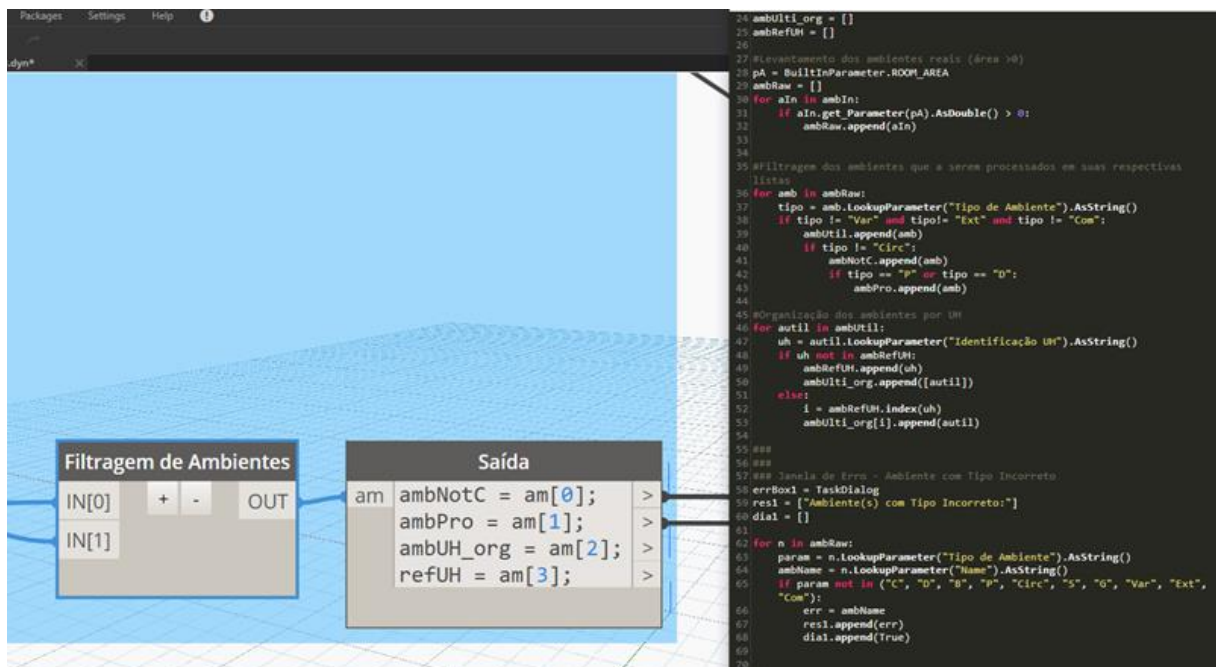 Packages Settings Help !
.dyn* ×
Filtragem de Ambientes
IN[0] + - OUT
IN[1]
Saída
am ambNotC = am[0]; >
ambPro = am[1]; >
ambUH_org = am[2]; >
refUH = am[3]; >
24 ambUlti_org = []
25 ambRefUH = []
26
27 #Levantamento dos ambientes reais (área >0)
28 pA = BuiltInParameter.ROOM_AREA
29 ambRaw = []
30 for aIn in ambIn:
31 if aIn.get_Parameter(pA).AsDouble() > 0:
32 ambRaw.append(aIn)
33
34
35 #Filtragem dos ambientes que a serem processados em suas respectivas
listas
36 for amb in ambRaw:
37 tipo = amb.LookupParameter("Tipo de Ambiente").AsString()
38 if tipo != "Var" and tipo!= "Ext" and tipo != "Com":
39 ambUtil.append(amb)
40 if tipo != "Circ":
41 ambNotC.append(amb)
42 if tipo == "P" or tipo == "D":
43 ambPro.append(amb)
44
45 #Organização dos ambientes por UH
46 for autil in ambUtil:
47 uh = autil.LookupParameter("Identificação UH").AsString()
48 if uh not in ambRefUH:
49 ambRefUH.append(uh)
50 ambUlti_org.append([autil])
51 else:
52 i = ambRefUH.index(uh)
53 ambUlti_org[i].append(autil)
54
55 ###
56 ###
57 ### Janela de Erro - Ambiente com Tipo Incorreto
58 errBox1 = TaskDialog
59 res1 = ["Ambiente(s) com Tipo Incorreto:"]
60 dia1 = []
61
62 for n in ambRaw:
63 param = n.LookupParameter("Tipo de Ambiente").AsString()
64 ambName = n.LookupParameter("Name").AsString()
65 if param not in ("C", "D", "B", "P", "Circ", "S", "G", "Var", "Ext",
"Com"):
66 err = ambName
67 res1.append(err)
68 dia1.append(True)
69
70